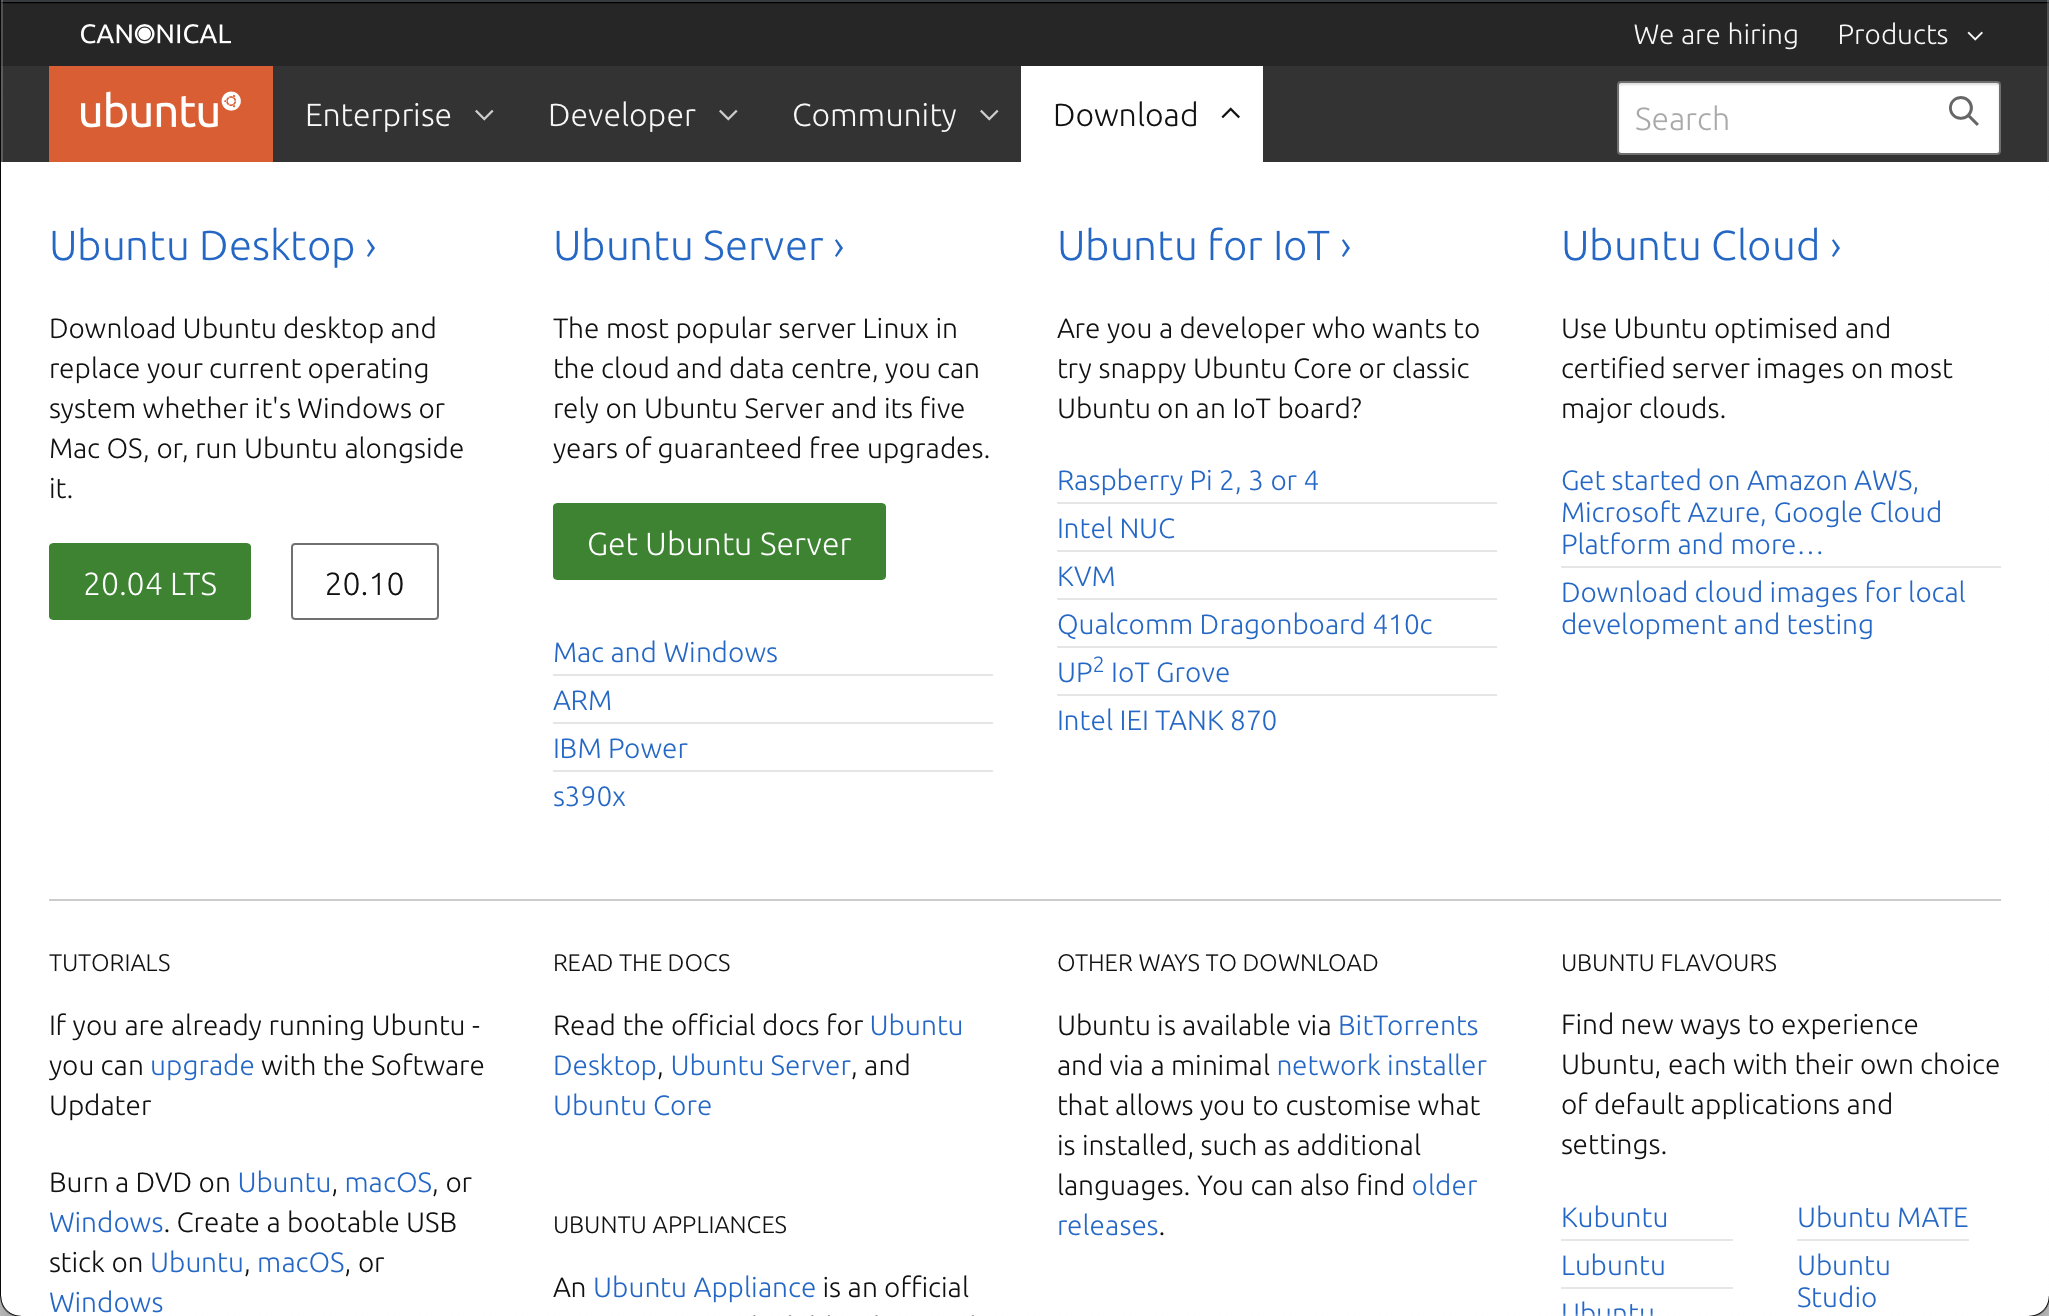 CANONICAL
We are hiring
Products
ubuntu
Enterprise
Developer
Community
Download
Search
Ubuntu Desktop ›
Download Ubuntu desktop and
replace your current operating
system whether it's Windows or
Mac OS, or, run Ubuntu alongside
it.
20.04 LTS
20.10
Ubuntu Server ›
The most popular server Linux in
the cloud and data centre, you can
rely on Ubuntu Server and its five
years of guaranteed free upgrades.
Get Ubuntu Server
Mac and Windows
ARM
IBM Power
s390x
Ubuntu for IoT ›
Are you a developer who wants to
try snappy Ubuntu Core or classic
Ubuntu on an IoT board?
Raspberry Pi 2, 3 or 4
Intel NUC
KVM
Qualcomm Dragonboard 410c
UP² IoT Grove
Intel IEI TANK 870
Ubuntu Cloud ›
Use Ubuntu optimised and
certified server images on most
major clouds.
Get started on Amazon AWS,
Microsoft Azure, Google Cloud
Platform and more…
Download cloud images for local
development and testing
TUTORIALS
If you are already running Ubuntu -
you can upgrade with the Software
Updater
Burn a DVD on Ubuntu, macOS, or
Windows. Create a bootable USB
stick on Ubuntu, macOS, or
Windows
READ THE DOCS
Read the official docs for Ubuntu
Desktop, Ubuntu Server, and
Ubuntu Core
UBUNTU APPLIANCES
An Ubuntu Appliance is an official
OTHER WAYS TO DOWNLOAD
Ubuntu is available via BitTorrents
and via a minimal network installer
that allows you to customise what
is installed, such as additional
languages. You can also find older
releases.
UBUNTU FLAVOURS
Find new ways to experience
Ubuntu, each with their own choice
of default applications and
settings.
Kubuntu
Lubuntu
Ubuntu
Ubuntu MATE
Ubuntu
Studio